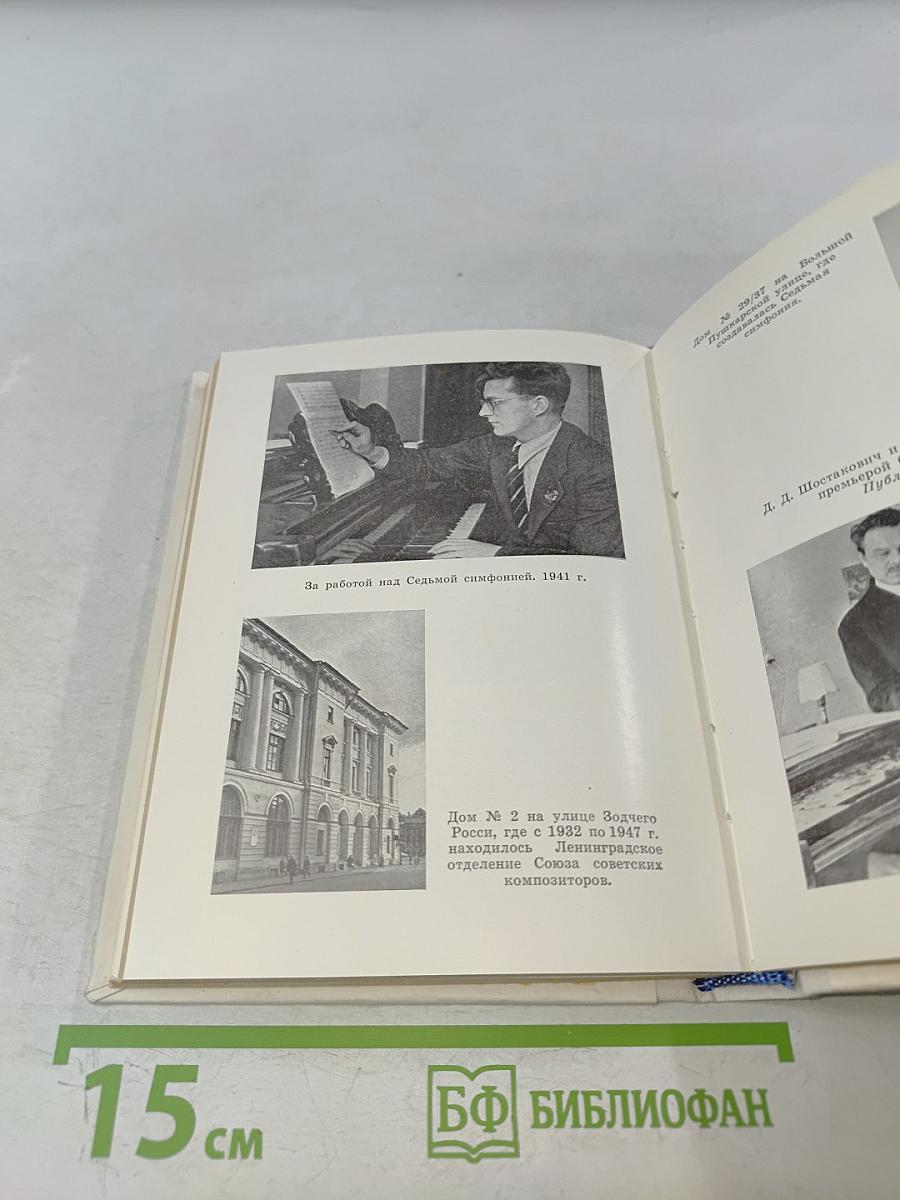 За работой над Седьмой симфонией. 1941 г.
Дом № 2 на улице Зодчего
Росси, где с 1932 по 1947 г.
находилось Ленинградское
отделение Союза советских
композиторов.
Дом № 29/37 на Большой
Пушкарской улице, где
создавалась Седьмая
симфония.
Д. Д. Шостакович и
премьерой
15 см
БФ БИБЛИОФАН